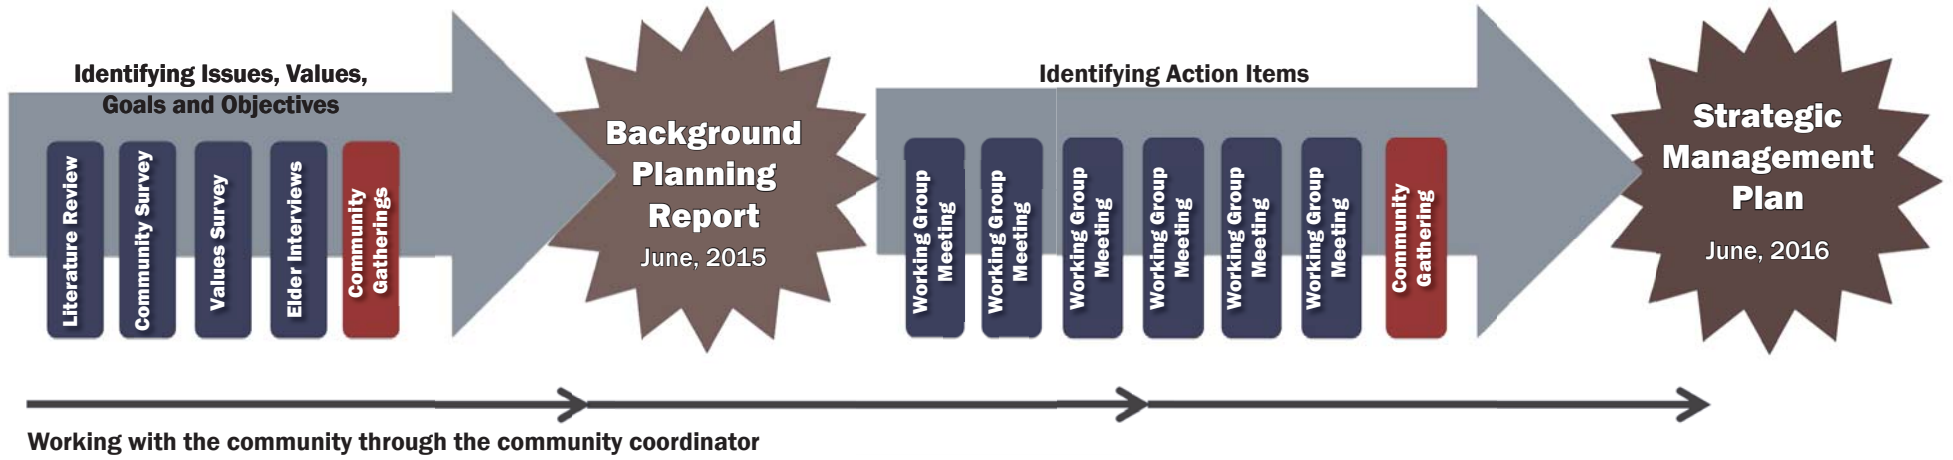 Identifying Issues, Values,
Goals and Objectives
Literature Review
Community Survey
Values Survey
Elder Interviews
Community
Gatherings
Background
Planning
Report
June, 2015
Identifying Action Items
Working Group
Meeting
Working Group
Meeting
Working Group
Meeting
Working Group
Meeting
Working Group
Meeting
Working Group
Meeting
Community
Gathering
Strategic
Management
Plan
June, 2016
Working with the community through the community coordinator